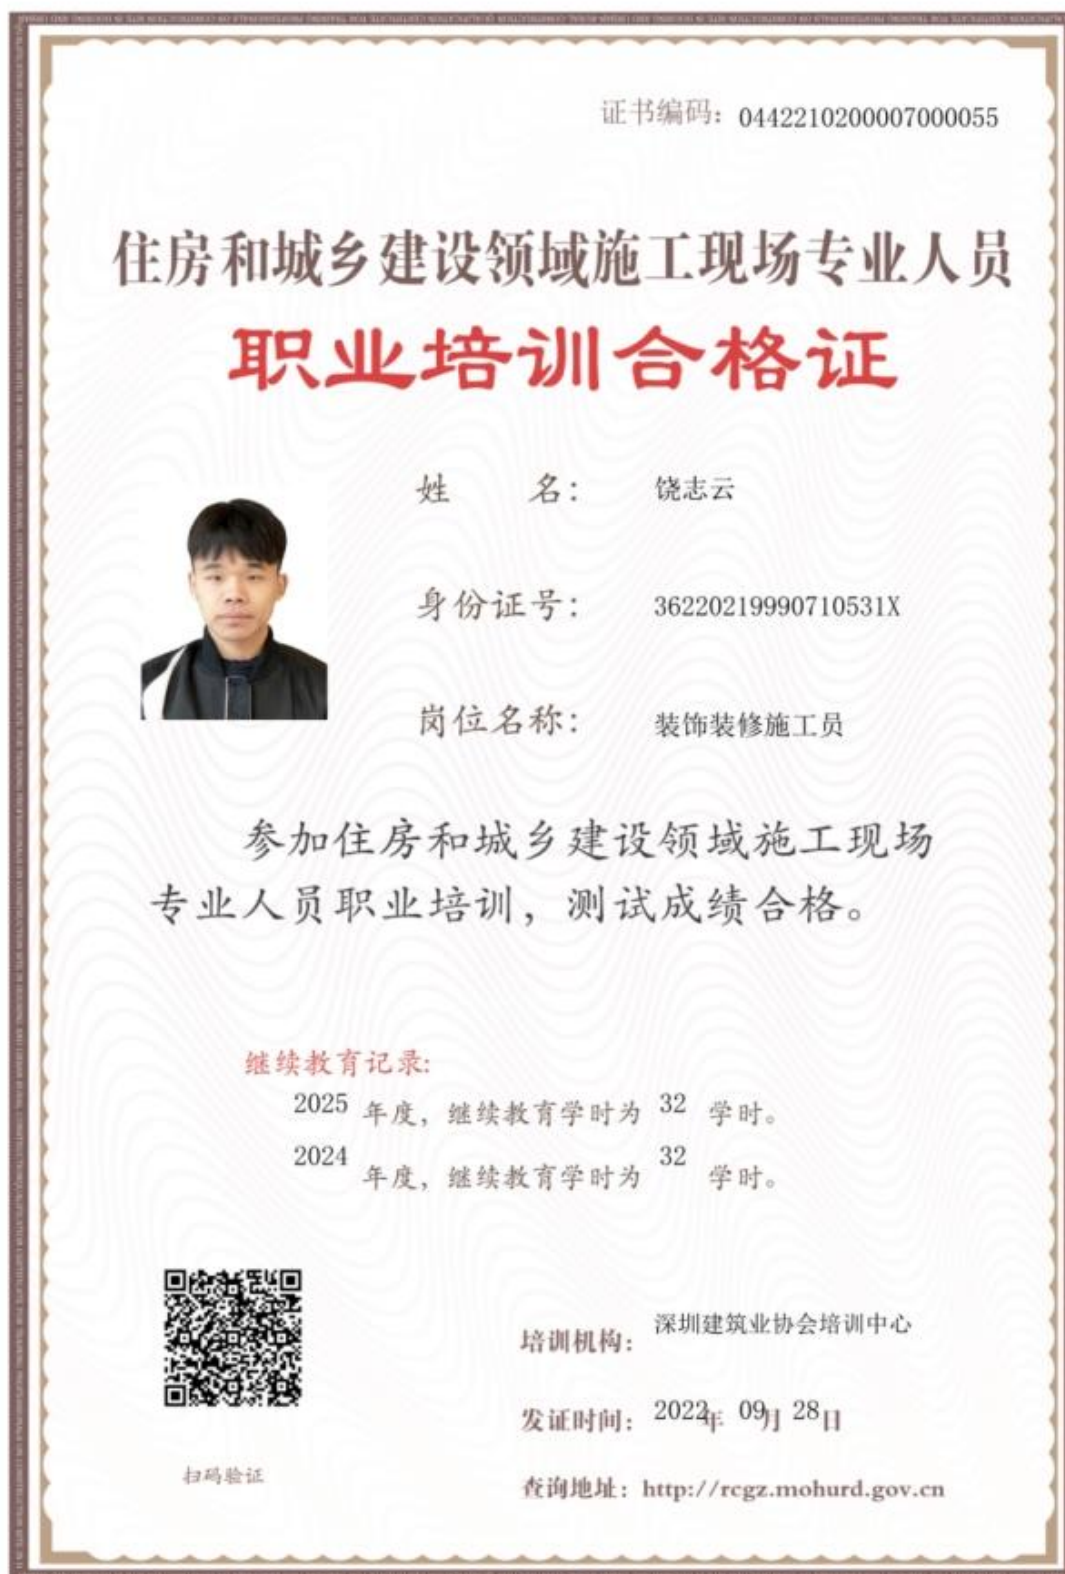 证书编码：0442210200007000055
住房和城乡建设领域施工现场专业人员
职业培训合格证
姓 名： 饶志云
身份证号： 36220219990710531X
岗位名称： 装饰装修施工员
参加住房和城乡建设领域施工现场
专业人员职业培训，测试成绩合格。
继续教育记录:
2025 年度，继续教育学时为 32 学时。
2024 年度，继续教育学时为 32 学时。
培训机构： 深圳建筑业协会培训中心
发证时间： 2022年 09月 28日
扫码验证
查询地址：http://rcgz.mohurd.gov.cn